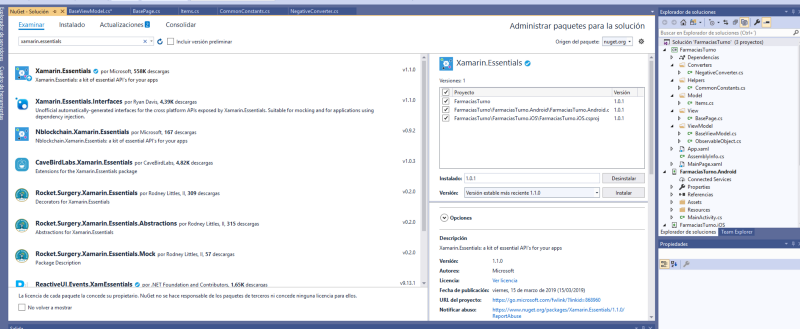 NuGet - Solución
BaseViewModel.cs*
BasePage.cs
Items.cs
CommonConstants.cs
NegativeConverter.cs
Examinar
Instalado
Actualizaciones 2
Consolidar
Administrar paquetes para la solución
xamarin.essentials
Incluir versión preliminar
Origen del paquete: nuget.org
Xamarin.Essentials por Microsoft, 558K descargas
v1.1.0
Xamarin.Essentials: a kit of essential API's for your apps
Xamarin.Essentials.Interfaces por Ryan Davis, 4,39K descargas
v1.1.0
Unofficial automatically-generated interfaces for the cross platform APIs exposed by Xamarin.Essentials. Suitable for mocking and for applications using
dependency injection.
Nblockchain.Xamarin.Essentials por Microsoft, 167 descargas
v0.9.2
Nblockchain.Xamarin.Essentials: a kit of essential API's for your apps
CaveBirdLabs.Xamarin.Essentials por CaveBirdLabs, 4,82K descargas
v1.0.3
Extensions for the Xamarin.Essentials package
Rocket.Surgery.Xamarin.Essentials por Rodney Littles, II, 309 descargas
v0.2.0
Decorators for Xamarin.Essentials
Rocket.Surgery.Xamarin.Essentials.Abstractions por Rodney Littles, II, 315 descargas
v0.2.0
Abstractions for Xamarin.Essentials
Rocket.Surgery.Xamarin.Essentials.Mock por Rodney Littles, II, 57 descargas
v0.2.0
Package Description
ReactiveUI.Events.XamEssentials por .NET Foundation and Contributors, 1,65K descargas
v9.13.1
La licencia de cada paquete la concede su propietario. NuGet no se hace responsable de los paquetes de terceros ni concede ninguna licencia para ellos.
No volver a mostrar
Xamarin.Essentials
Versiones: 1
Proyecto
Versión
FarmaciasTurno
1.0.1
FarmaciasTurno\FarmaciasTurno.Android\FarmaciasTurno.Android.c
1.0.1
FarmaciasTurno\FarmaciasTurno.iOS\FarmaciasTurno.iOS.csproj
1.0.1
Instalado:
1.0.1
Desinstalar
Versión:
Versión estable más reciente 1.1.0
Instalar
Opciones
Descripción
Xamarin.Essentials: a kit of essential API's for your apps
Versión:
1.1.0
Autores:
Microsoft
Licencia:
Ver licencia
Fecha de publicación: viernes, 15 de marzo de 2019 (15/03/2019)
URL del proyecto:
https://go.microsoft.com/fwlink/?linkid=868960
Notificar abuso:
https://www.nuget.org/packages/Xamarin.Essentials/1.1.0/
ReportAbuse
Explorador de soluciones
Buscar en Explorador de soluciones (Ctrl+´)
Solución 'FarmaciasTurno' (3 proyectos)
FarmaciasTurno
Dependencias
Converters
NegativeConverter.cs
Helpers
CommonConstants.cs
Model
Items.cs
View
BasePage.cs
ViewModel
BaseViewModel.cs
ObservableObject.cs
App.xaml
AssemblyInfo.cs
MainPage.xaml
FarmaciasTurno.Android
Connected Services
Properties
Referencias
Assets
Resources
MainActivity.cs
FarmaciasTurno.iOS
Explorador de soluciones
Team Explorer
Propiedades
Explorador de servidores
Cuadro de herramientas